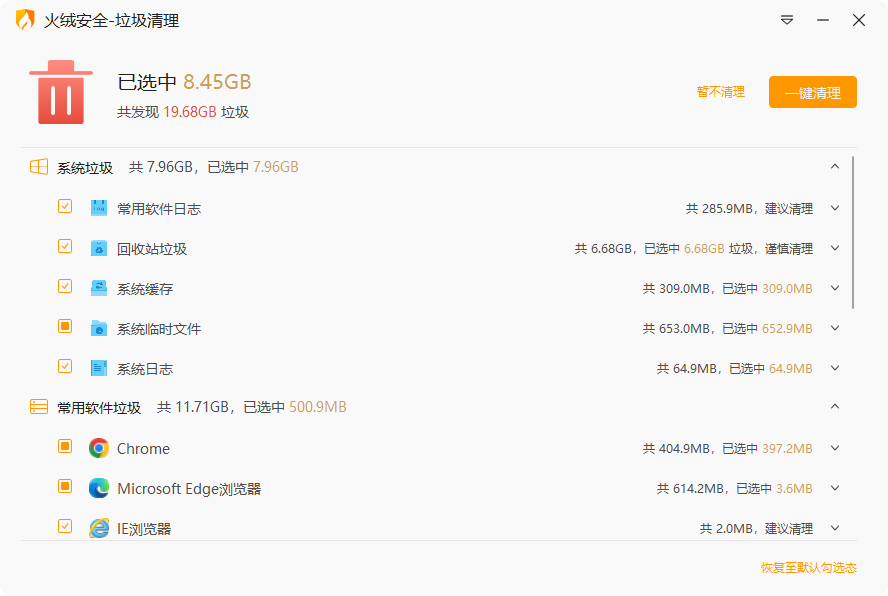 火绒安全-垃圾清理
已选中 8.45GB
共发现 19.68GB 垃圾
暂不清理
一键清理
系统垃圾 共 7.96GB，已选中 7.96GB
常用软件日志 共 285.9MB，建议清理
回收站垃圾 共 6.68GB，已选中 6.68GB 垃圾，谨慎清理
系统缓存 共 309.0MB，已选中 309.0MB
系统临时文件 共 653.0MB，已选中 652.9MB
系统日志 共 64.9MB，已选中 64.9MB
常用软件垃圾 共 11.71GB，已选中 500.9MB
Chrome 共 404.9MB，已选中 397.2MB
Microsoft Edge浏览器 共 614.2MB，已选中 3.6MB
IE浏览器 共 2.0MB，建议清理
恢复至默认勾选态